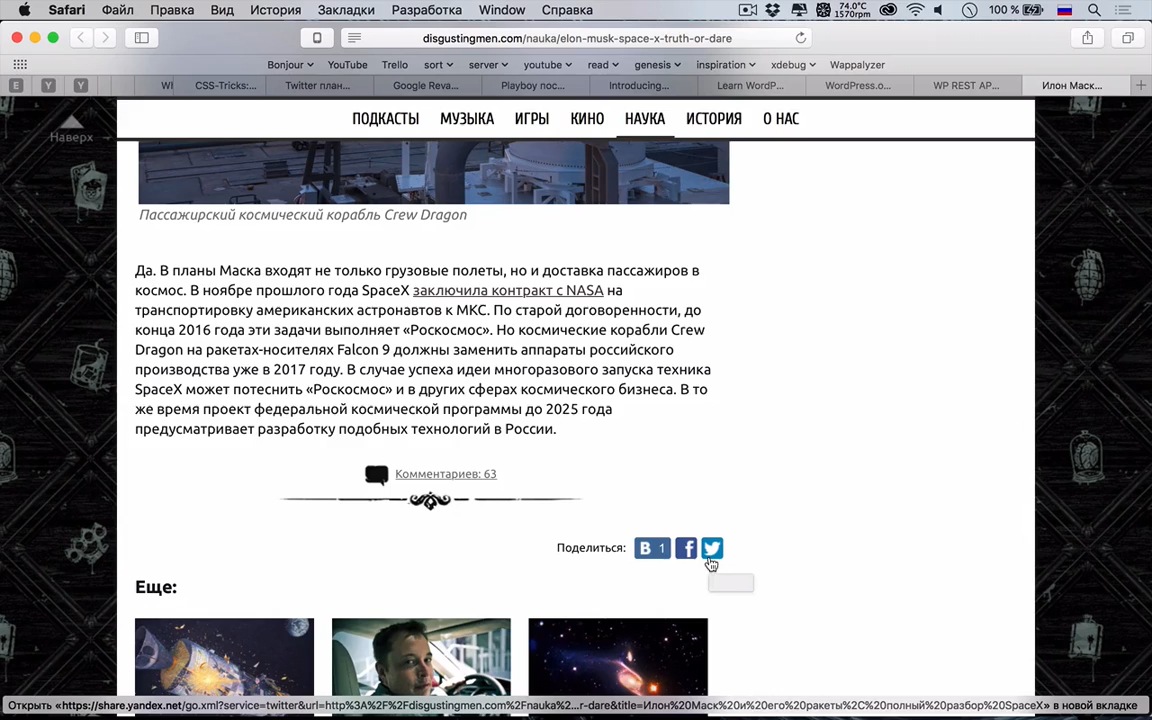 Safari Файл Правка Вид История Закладки Разработка Window Справка 74.0°C 1570rpm 100 %
disgustingmen.com/nauka/elon-musk-space-x-truth-or-dare
Bonjour YouTube Trello sort server youtube read genesis inspiration xdebug Wappalyzer
E Y Y WI CSS-Tricks:... Twitter план... Google Reva... Playboy пос... Introducing... Learn WordP... WordPress.o... WP REST AP... Илон Маск...
Наверх
ПОДКАСТЫ МУЗЫКА ИГРЫ КИНО НАУКА ИСТОРИЯ О НАС
Пассажирский космический корабль Crew Dragon
Да. В планы Маска входят не только грузовые полеты, но и доставка пассажиров в
космос. В ноябре прошлого года SpaceX заключила контракт с NASA на
транспортировку американских астронавтов к МКС. По старой договоренности, до
конца 2016 года эти задачи выполняет «Роскосмос». Но космические корабли Crew
Dragon на ракетах-носителях Falcon 9 должны заменить аппараты российского
производства уже в 2017 году. В случае успеха идеи многоразового запуска техника
SpaceX может потеснить «Роскосмос» и в других сферах космического бизнеса. В то
же время проект федеральной космической программы до 2025 года
предусматривает разработку подобных технологий в России.
Комментариев: 63
Поделиться: B 1 f
Еще:
Открыть «https://share.yandex.net/go.xml?service=twitter&url=http%3A%2F%2Fdisgustingmen.com%2Fnauka%2...r-dare&title=Илон%20Маск%20и%20его%20ракеты%2C%20полный%20разбор%20SpaceX» в новой вкладке